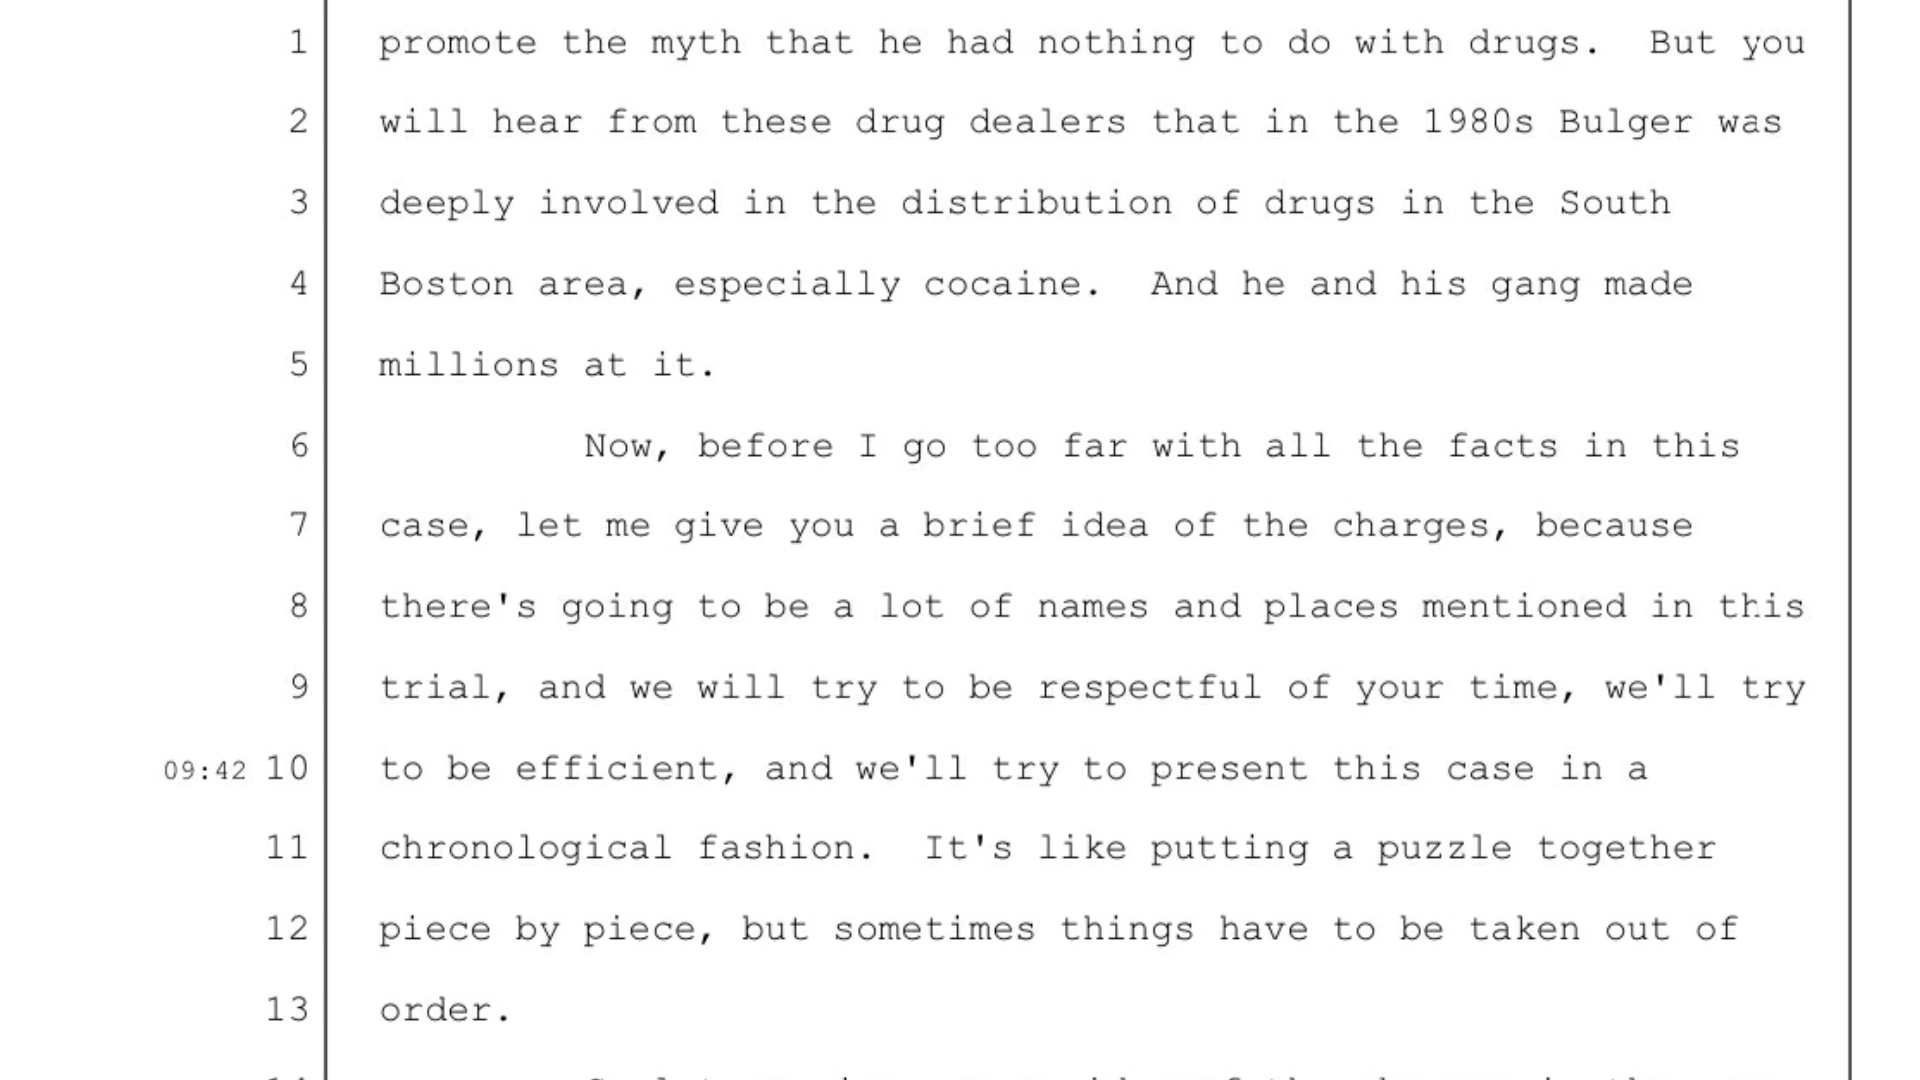 1 promote the myth that he had nothing to do with drugs.  But you
2 will hear from these drug dealers that in the 1980s Bulger was
3 deeply involved in the distribution of drugs in the South
4 Boston area, especially cocaine.  And he and his gang made
5 millions at it.
6 Now, before I go too far with all the facts in this
7 case, let me give you a brief idea of the charges, because
8 there's going to be a lot of names and places mentioned in this
9 trial, and we will try to be respectful of your time, we'll try
09:42 10 to be efficient, and we'll try to present this case in a
11 chronological fashion.  It's like putting a puzzle together
12 piece by piece, but sometimes things have to be taken out of
13 order.